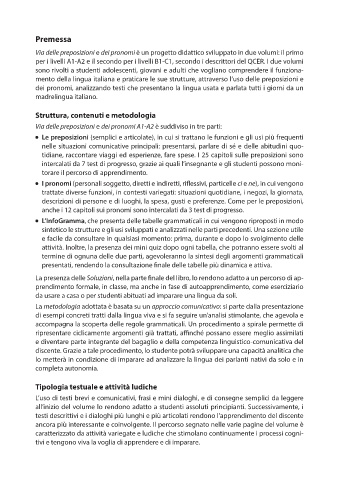 Premessa
Via delle preposizioni e dei pronomi è un progetto didattico sviluppato in due volumi: il primo
per i livelli A1-A2 e il secondo per i livelli B1-C1, secondo i descrittori del QCER. I due volumi
sono rivolti a studenti adolescenti, giovani e adulti che vogliano comprendere il funziona-
mento della lingua italiana e praticare le sue strutture, attraverso l'uso delle preposizioni e
dei pronomi, analizzando testi che presentano la lingua usata e parlata tutti i giorni da un
madrelingua italiano.
Struttura, contenuti e metodologia
Via delle preposizioni e dei pronomi A1-A2 è suddiviso in tre parti:
• Le preposizioni (semplici e articolate), in cui si trattano le funzioni e gli usi più frequenti
nelle situazioni comunicative principali: presentarsi, parlare di sé e delle abitudini quo-
tidiane, raccontare viaggi ed esperienze, fare spese. I 25 capitoli sulle preposizioni sono
intercalati da 7 test di progresso, grazie ai quali l'insegnante e gli studenti possono moni-
torare il percorso di apprendimento.
• I pronomi (personali soggetto, diretti e indiretti, riflessivi, particelle ci e ne), in cui vengono
trattate diverse funzioni, in contesti variegati: situazioni quotidiane, i negozi, la giornata,
descrizioni di persone e di luoghi, la spesa, gusti e preferenze. Come per le preposizioni,
anche i 12 capitoli sui pronomi sono intercalati da 3 test di progresso.
• L'InfoGramma, che presenta delle tabelle grammaticali in cui vengono riproposti in modo
sintetico le strutture e gli usi sviluppati e analizzati nelle parti precedenti. Una sezione utile
e facile da consultare in qualsiasi momento: prima, durante e dopo lo svolgimento delle
attività. Inoltre, la presenza dei mini quiz dopo ogni tabella, che potranno essere svolti al
termine di ognuna delle due parti, agevoleranno la sintesi degli argomenti grammaticali
presentati, rendendo la consultazione finale delle tabelle più dinamica e attiva.
La presenza delle Soluzioni, nella parte finale del libro, lo rendono adatto a un percorso di ap-
prendimento formale, in classe, ma anche in fase di autoapprendimento, come eserciziario
da usare a casa o per studenti abituati ad imparare una lingua da soli.
La metodologia adottata è basata su un approccio comunicativo: si parte dalla presentazione
di esempi concreti tratti dalla lingua viva e si fa seguire un'analisi stimolante, che agevola e
accompagna la scoperta delle regole grammaticali. Un procedimento a spirale permette di
ripresentare ciclicamente argomenti già trattati, affinché possano essere meglio assimilati
e diventare parte integrante del bagaglio e della competenza linguistico-comunicativa del
discente. Grazie a tale procedimento, lo studente potrà sviluppare una capacità analitica che
lo metterà in condizione di imparare ad analizzare la lingua dei parlanti nativi da solo e in
completa autonomia.
Tipologia testuale e attività ludiche
L'uso di testi brevi e comunicativi, frasi e mini dialoghi, e di consegne semplici da leggere
all'inizio del volume lo rendono adatto a studenti assoluti principianti. Successivamente, i
testi descrittivi e i dialoghi più lunghi e più articolati rendono l'apprendimento del discente
ancora più interessante e coinvolgente. Il percorso segnato nelle varie pagine del volume è
caratterizzato da attività variegate e ludiche che stimolano continuamente i processi cogni-
tivi e tengono viva la voglia di apprendere e di imparare.